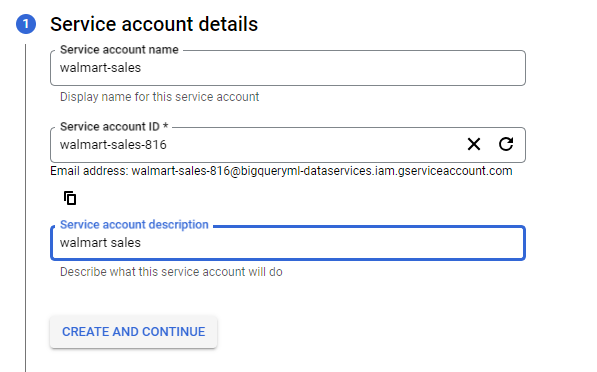 1 Service account details
Service account name
walmart-sales
Display name for this service account
Service account ID *
walmart-sales-816
Email address: walmart-sales-816@bigqueryml-dataservices.iam.gserviceaccount.com
Service account description
walmart sales
Describe what this service account will do
CREATE AND CONTINUE